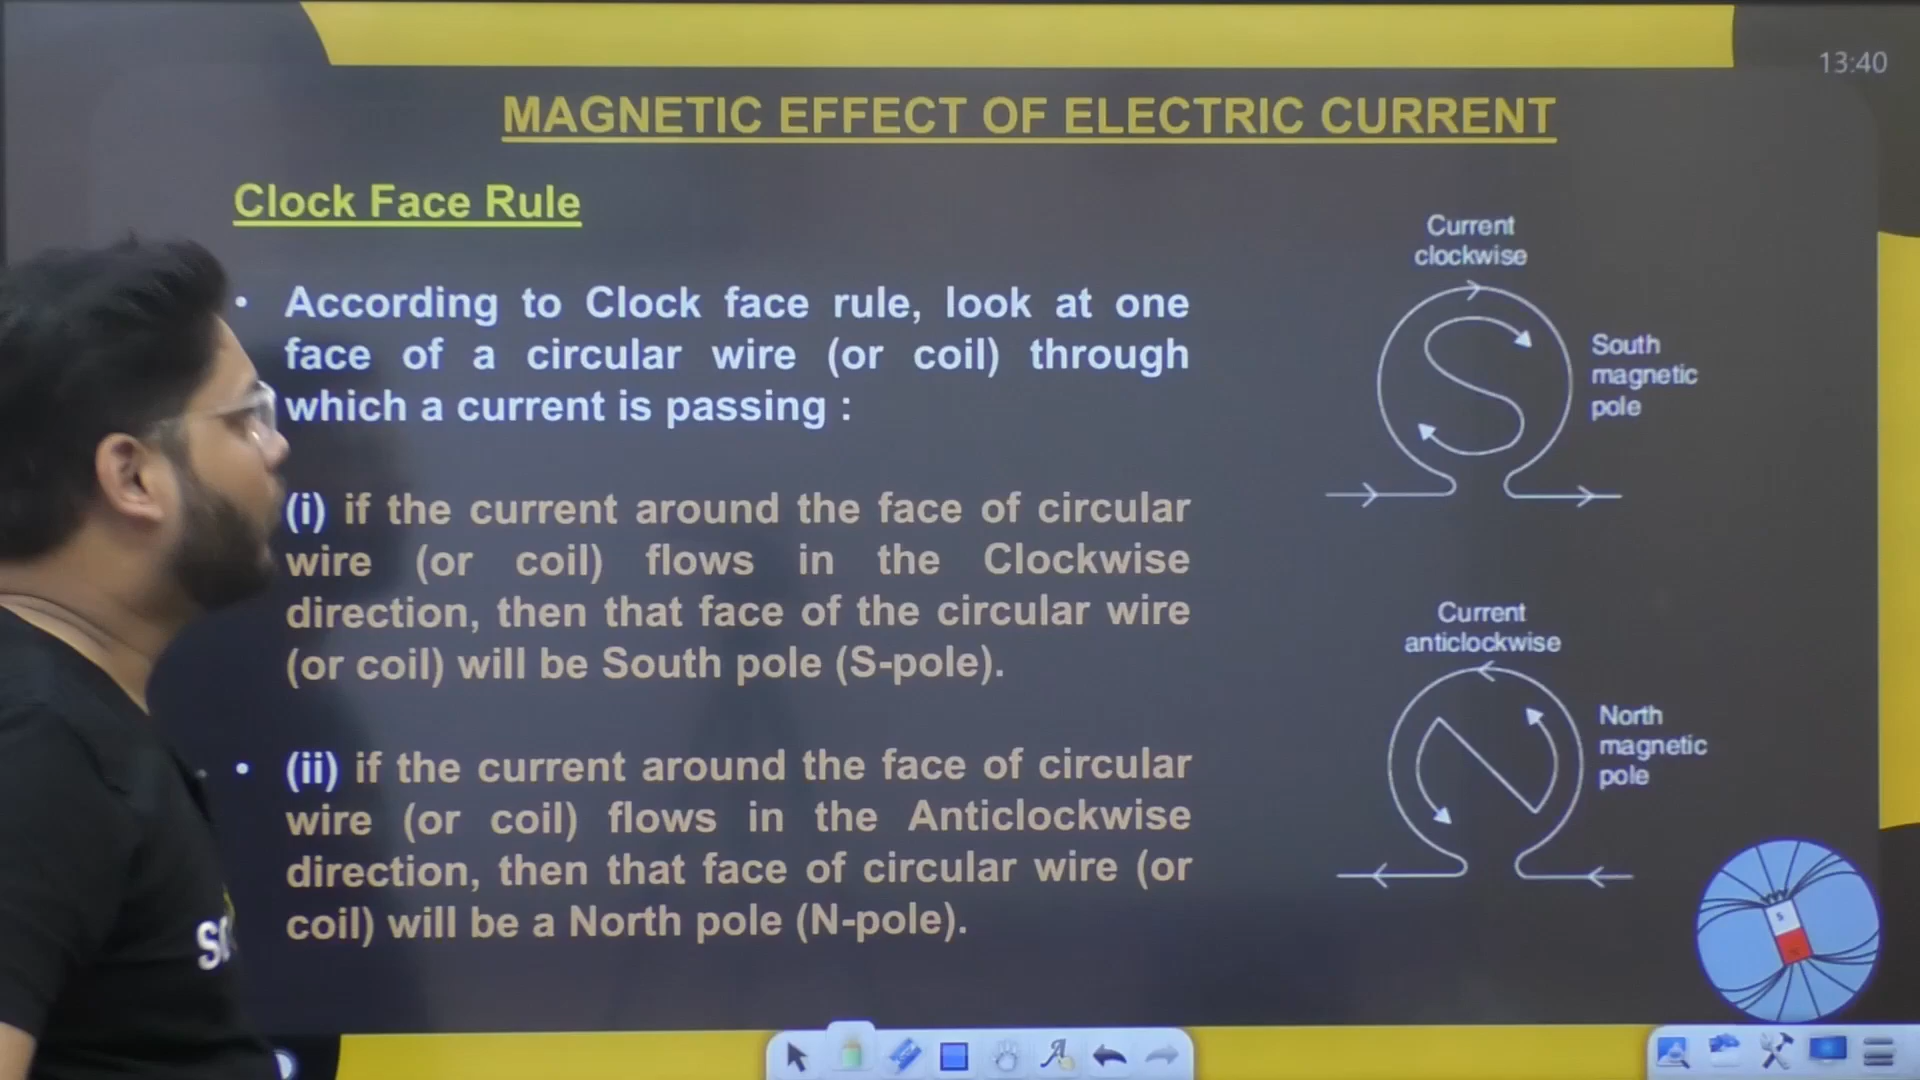 13:40
MAGNETIC EFFECT OF ELECTRIC CURRENT
Clock Face Rule
• According to Clock face rule, look at one
face of a circular wire (or coil) through
which a current is passing :
(i) if the current around the face of circular
wire (or coil) flows in the Clockwise
direction, then that face of the circular wire
(or coil) will be South pole (S-pole).
• (ii) if the current around the face of circular
wire (or coil) flows in the Anticlockwise
direction, then that face of circular wire (or
coil) will be a North pole (N-pole).
Current
clockwise
South
magnetic
pole
Current
anticlockwise
North
magnetic
pole
S